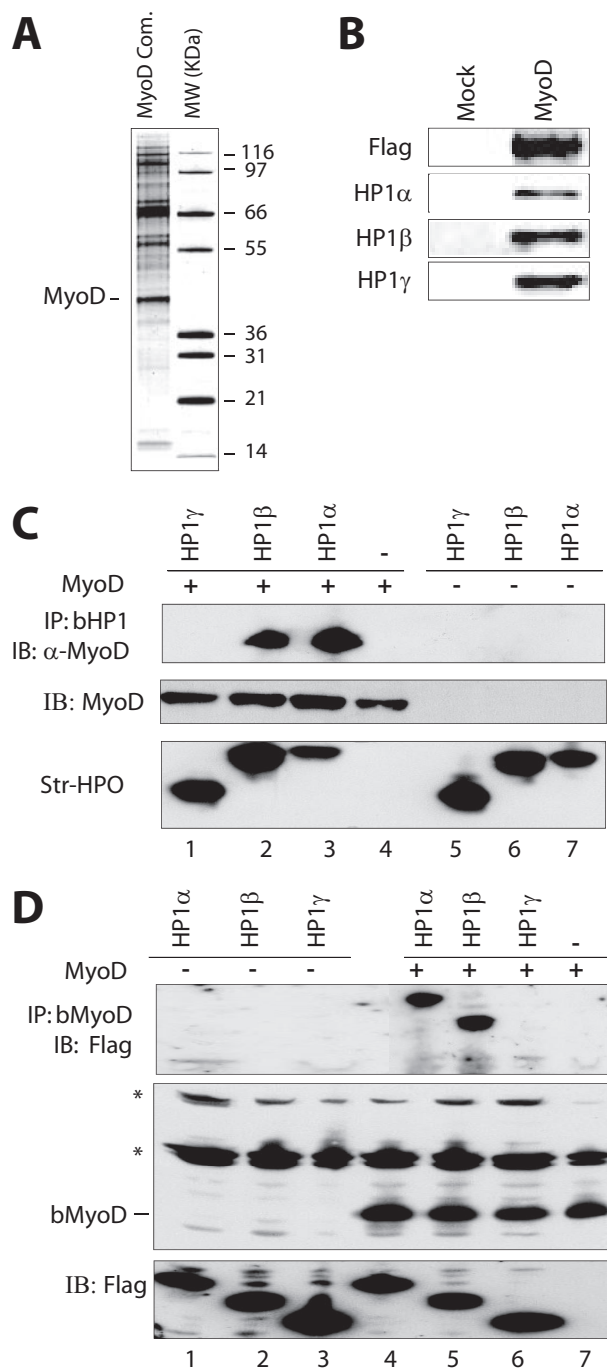 A
MyoD Com.
MW (KDa)
116
97
66
55
MyoD
36
31
21
14
B
Mock
MyoD
Flag
HP1α
HP1β
HP1γ
C
HP1γ HP1β HP1α - HP1γ HP1β HP1α
MyoD + + + + - - -
IP: bHP1
IB: α-MyoD
IB: MyoD
Str-HPO
1 2 3 4 5 6 7
D
HP1α HP1β HP1γ HP1α HP1β HP1γ -
MyoD - - - + + + +
IP: bMyoD
IB: Flag
*
*
bMyoD
IB: Flag
1 2 3 4 5 6 7